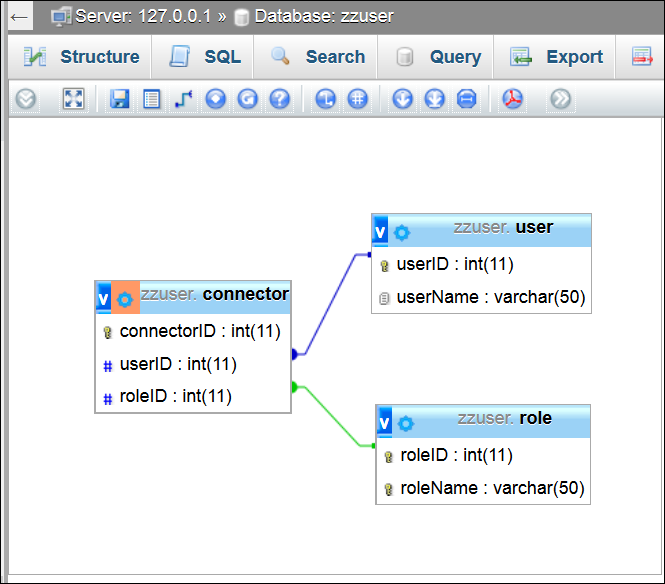 ← Server: 127.0.0.1 » Database: zzuser
Structure SQL Search Query Export
zzuser. user
userID : int(11)
userName : varchar(50)
zzuser. connector
connectorID : int(11)
# userID : int(11)
# roleID : int(11)
zzuser. role
roleID : int(11)
roleName : varchar(50)